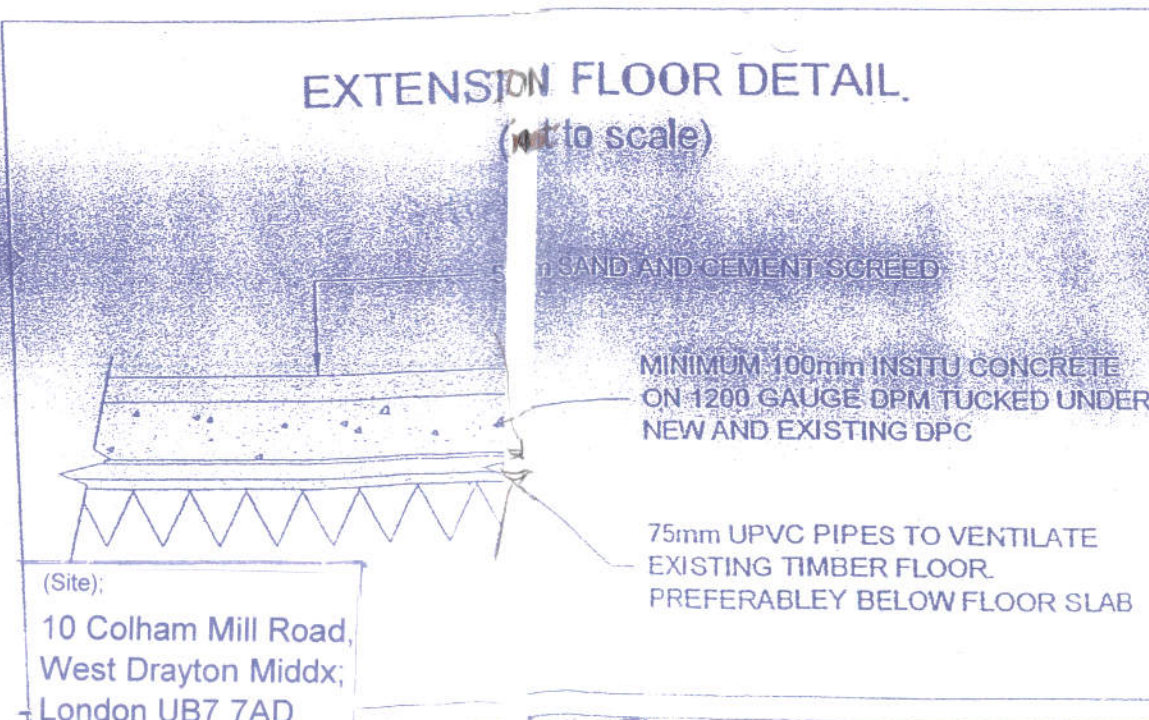 EXTENSION FLOOR DETAIL.
(not to scale)
SAND AND CEMENT SCREED
MINIMUM 100mm INSITU CONCRETE
ON 1200 GAUGE DPM TUCKED UNDER
NEW AND EXISTING DPC
75mm UPVC PIPES TO VENTILATE
EXISTING TIMBER FLOOR.
PREFERABLEY BELOW FLOOR SLAB
(Site);
10 Colham Mill Road,
West Drayton Middx;
London UB7 7AD